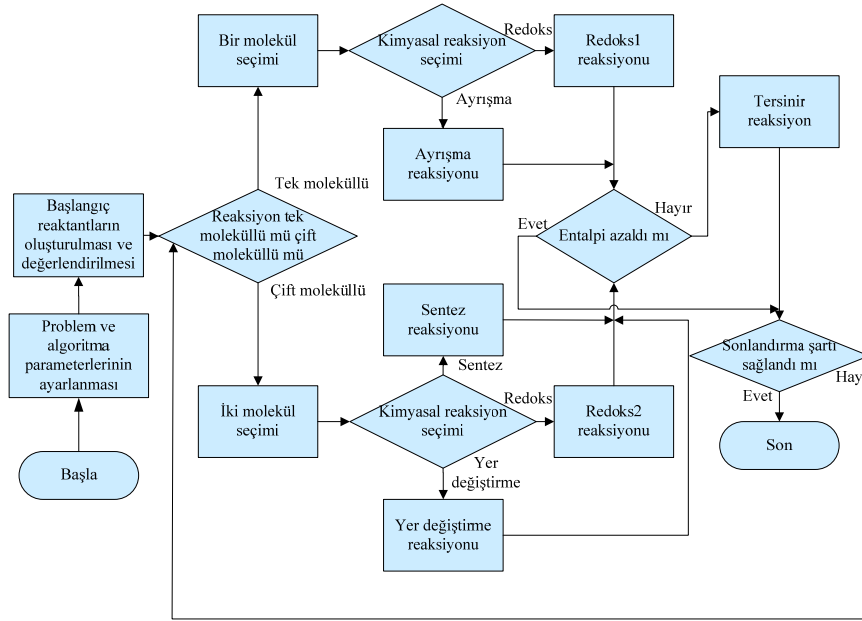 Bir molekül
seçimi
Kimyasal reaksiyon
seçimi
Redoks
Redoks1
reaksiyonu
Ayrışma
Ayrışma
reaksiyonu
Tersinir
reaksiyon
Tek moleküllü
Başlangıç
reaktantların
oluşturulması ve
değerlendirilmesi
Reaksiyon tek
moleküllü mü çift
moleküllü mü
Çift moleküllü
Evet
Entalpi azaldı mı
Hayır
Problem ve
algoritma
parameterlerinin
ayarlanması
Sentez
reaksiyonu
Sentez
Sonlandırma şartı
sağlandı mı
Hay
Evet
İki molekül
seçimi
Kimyasal reaksiyon
seçimi
Redoks
Redoks2
reaksiyonu
Yer
değiştirme
Başla
Son
Yer değiştirme
reaksiyonu